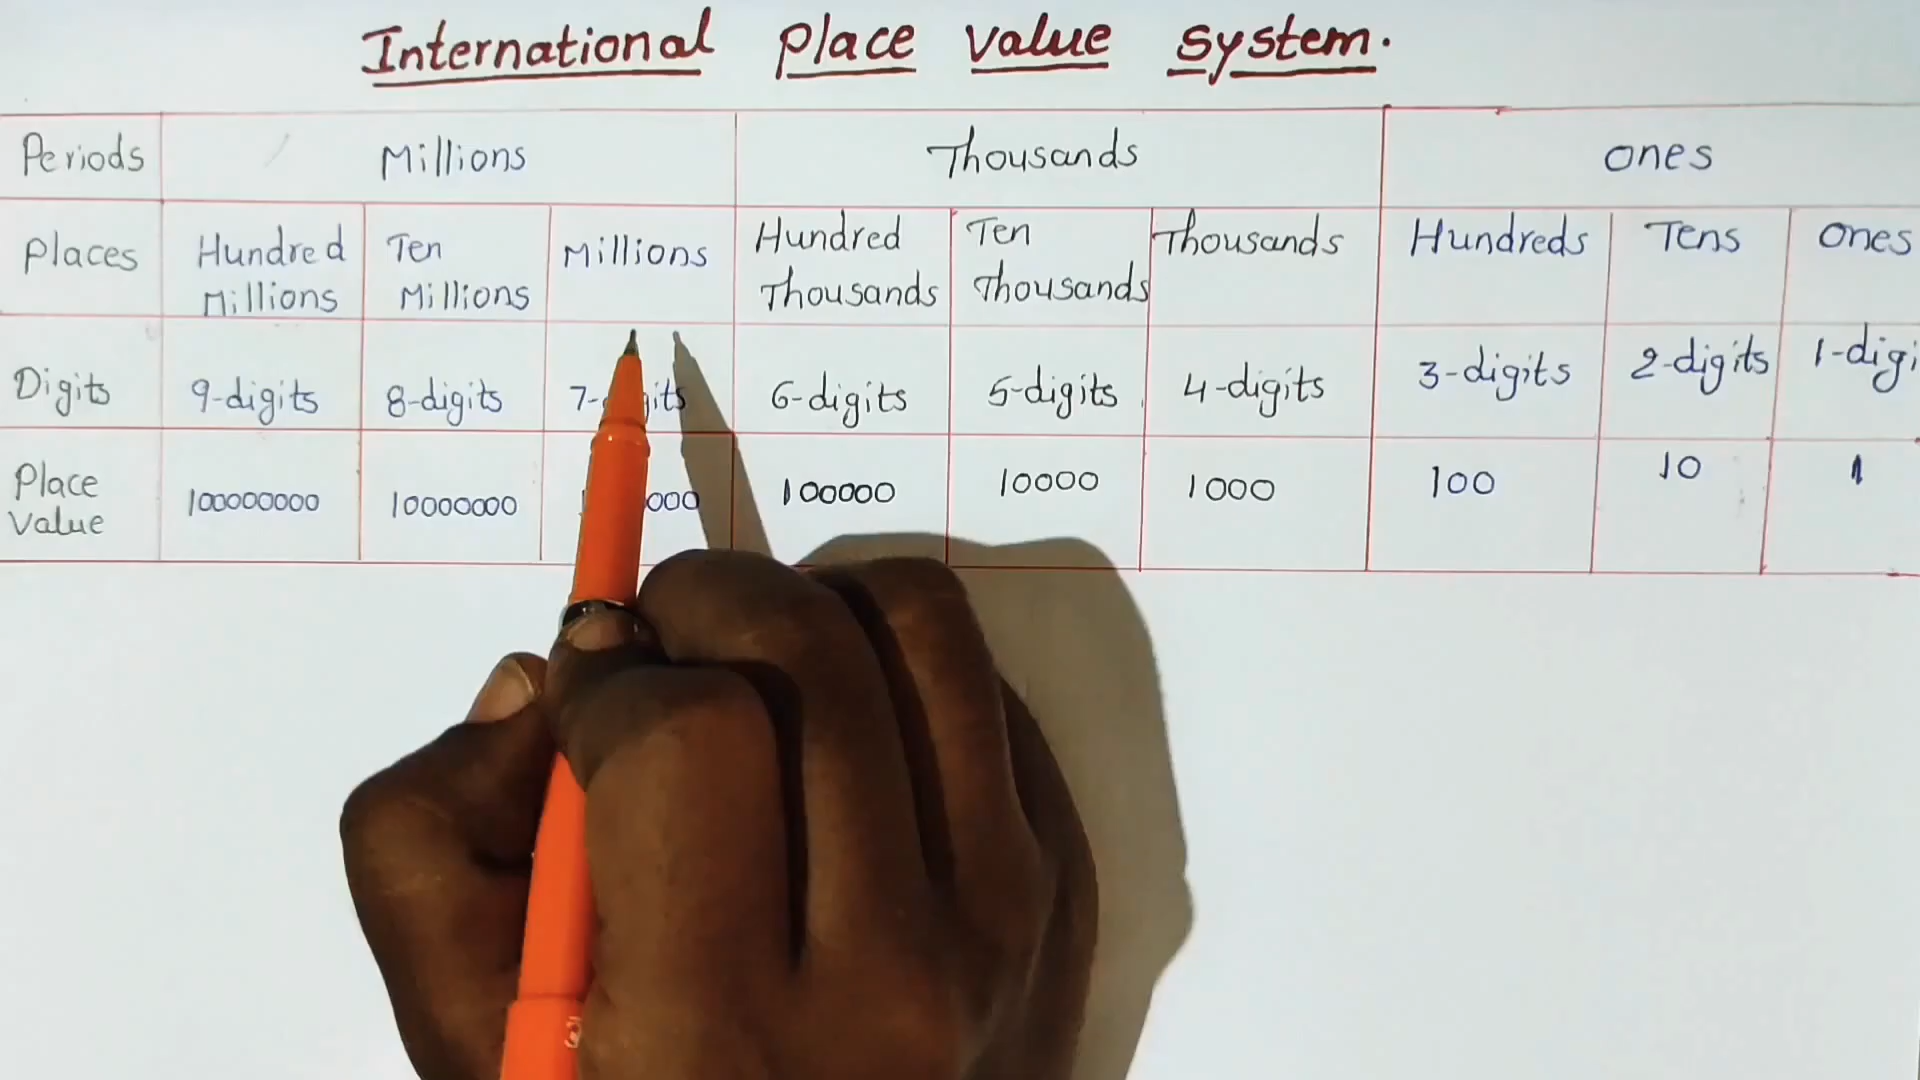 International place value system.
Periods Millions Thousands ones
Places Hundred Millions Ten Millions Millions Hundred Thousands Ten Thousands Thousands Hundreds Tens ones
Digits 9-digits 8-digits 6-digits 5-digits 4-digits 3-digits 2-digits 1-digi
Place Value 100000000 10000000 100000 10000 1000 100 10 1